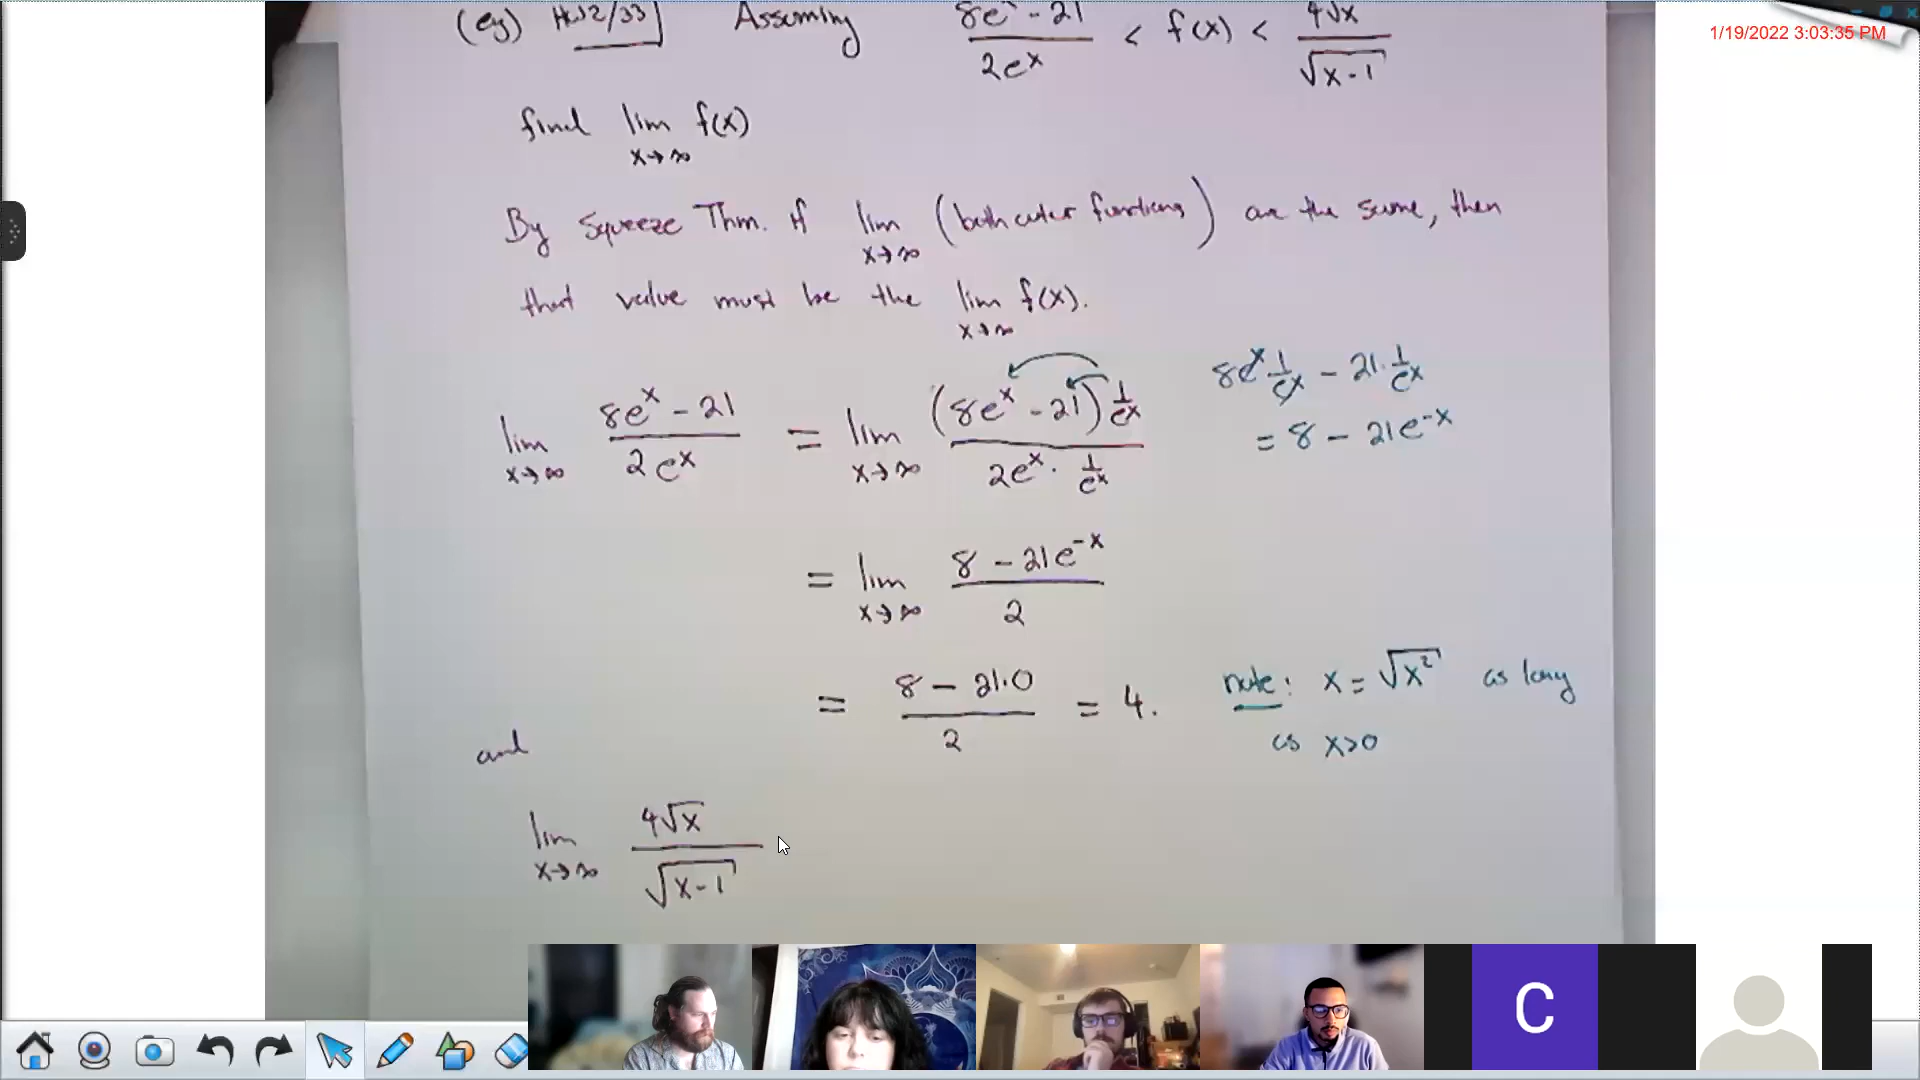 (eg) HW2/33] Assuming 8e^x - 21 / 2e^x < f(x) < 4√x / √(x-1)
1/19/2022 3:03:35 PM
find lim x→∞ f(x)
By Squeeze Thm. if lim x→∞ (both outer functions) are the same, then
that value must be the lim x→∞ f(x).
8e^x 1/e^x - 21·1/e^x
lim x→∞ 8e^x - 21 / 2e^x = lim x→∞ (8e^x - 21) 1/e^x / 2e^x · 1/e^x
= 8 - 21e^-x
= lim x→∞ 8 - 21e^-x / 2
= 8 - 21·0 / 2 = 4.
note: x = √x² as long
as x>0
and
lim x→∞ 4√x / √(x-1)
C